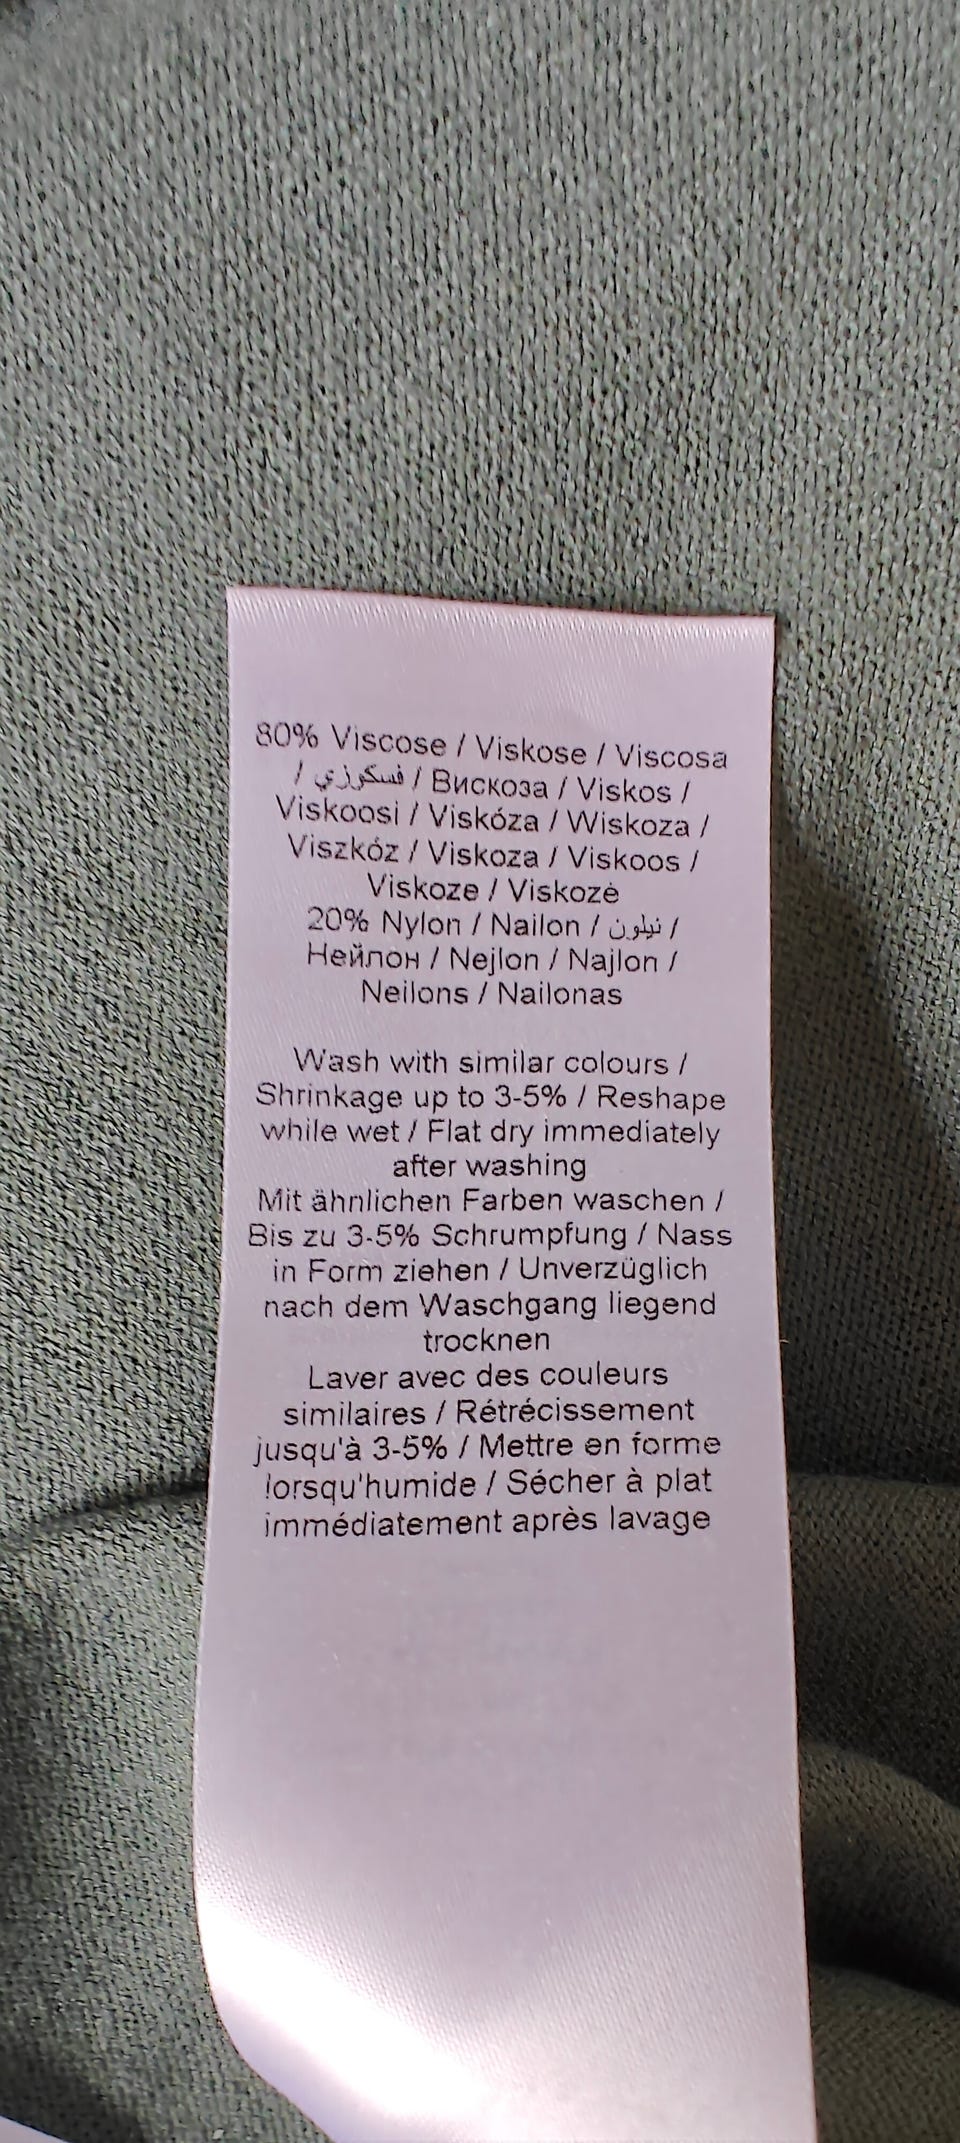 80% Viscose / Viskose / Viscosa
/ فسكوزي / Вискоза / Viskos /
Viskoosi / Viskóza / Wiskoza /
Viszkóz / Viskoza / Viskoos /
Viskoze / Viskozė
20% Nylon / Nailon / نيلون /
Нейлон / Nejlon / Najlon /
Neilons / Nailonas
Wash with similar colours /
Shrinkage up to 3-5% / Reshape
while wet / Flat dry immediately
after washing
Mit ähnlichen Farben waschen /
Bis zu 3-5% Schrumpfung / Nass
in Form ziehen / Unverzüglich
nach dem Waschgang liegend
trocknen
Laver avec des couleurs
similaires / Rétrécissement
jusqu'à 3-5% / Mettre en forme
lorsqu'humide / Sécher à plat
immédiatement après lavage